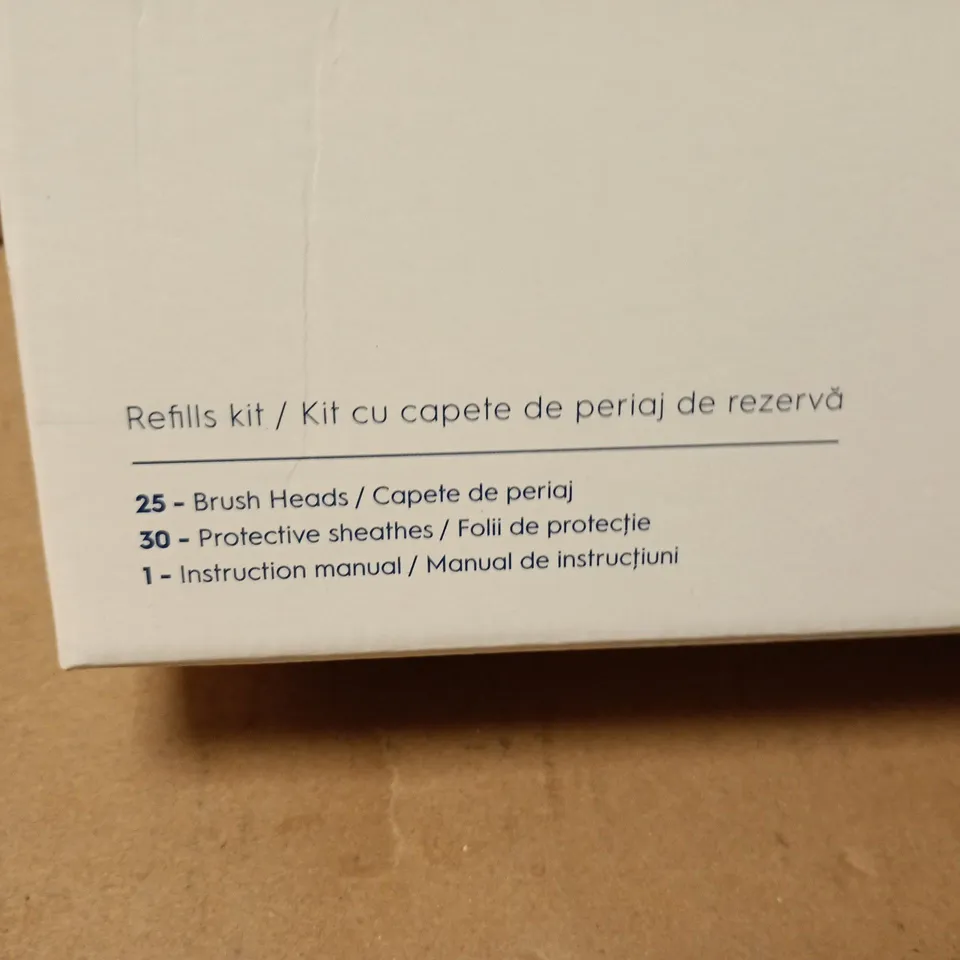 Refills kit / Kit cu capete de periaj de rezervă
25 - Brush Heads / Capete de periaj
30 - Protective sheathes / Folii de protecție
1 - Instruction manual / Manual de instrucțiuni